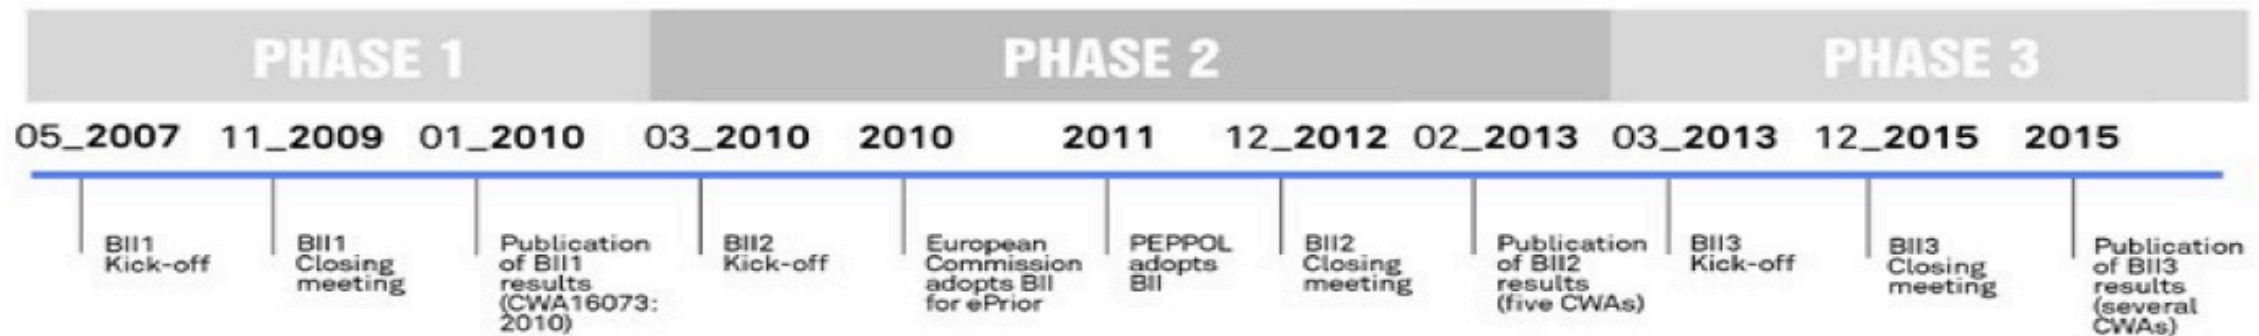 PHASE 1 PHASE 2 PHASE 3
05_2007 11_2009 01_2010 03_2010 2010 2011 12_2012 02_2013 03_2013 12_2015 2015
BII1
Kick-off
BII1
Closing
meeting
Publication
of BII1
results
(CWA16073:
2010)
BII2
Kick-off
European
Commission
adopts BII
for ePrior
PEPPOL
adopts
BII
BII2
Closing
meeting
Publication
of BII2
results
(five CWAs)
BII3
Kick-off
BII3
Closing
meeting
Publication
of BII3
results
(several
CWAs)